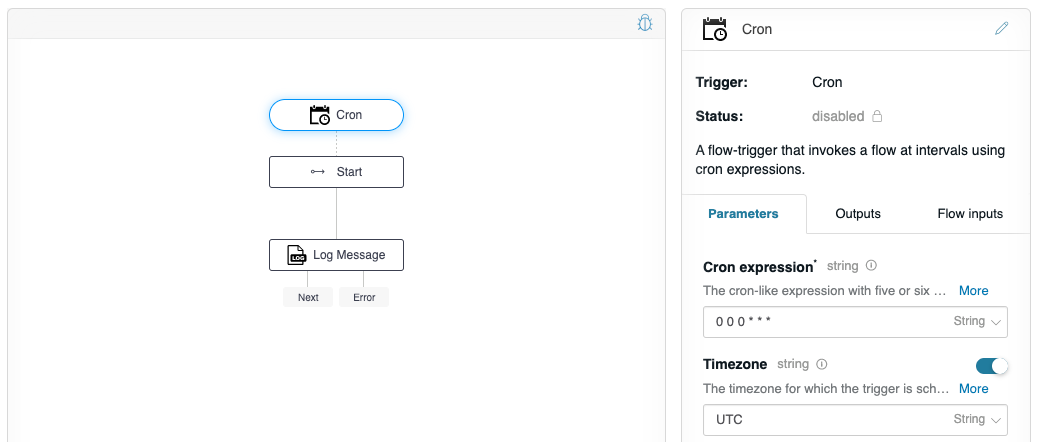 Cron
Start
LOG
Log Message
Next
Error
Cron
Trigger:
Cron
Status:
disabled
A flow-trigger that invokes a flow at intervals using
cron expressions.
Parameters
Outputs
Flow inputs
Cron expression* string
The cron-like expression with five or six ... More
0 0 0 * * *
String
Timezone string
The timezone for which the trigger is sch... More
UTC
String